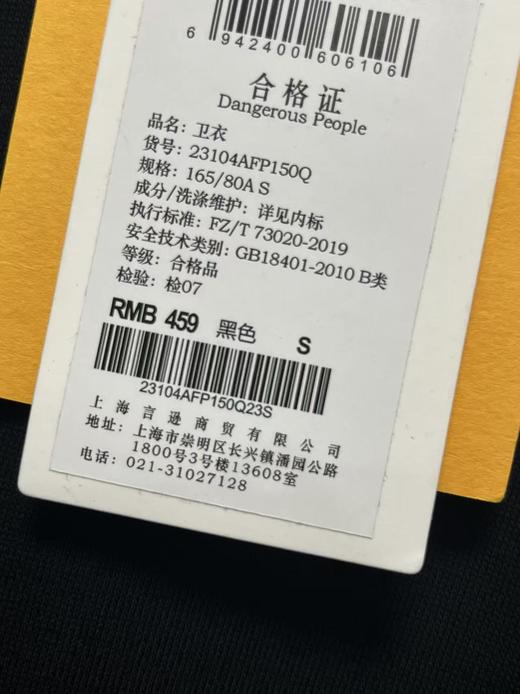 6 942400 606106
合格证
Dangerous People
品名: 卫衣
货号: 23104AFP150Q
规格: 165/80A S
成分/洗涤维护: 详见内标
执行标准: FZ/T 73020-2019
安全技术类别: GB18401-2010 B类
等级: 合格品
检验: 检07
RMB 459 黑色 S
23104AFP150Q23S
上海言逊商贸有限公司
地址: 上海市崇明区长兴镇潘园公路
1800号3号楼13608室
电话: 021-31027128